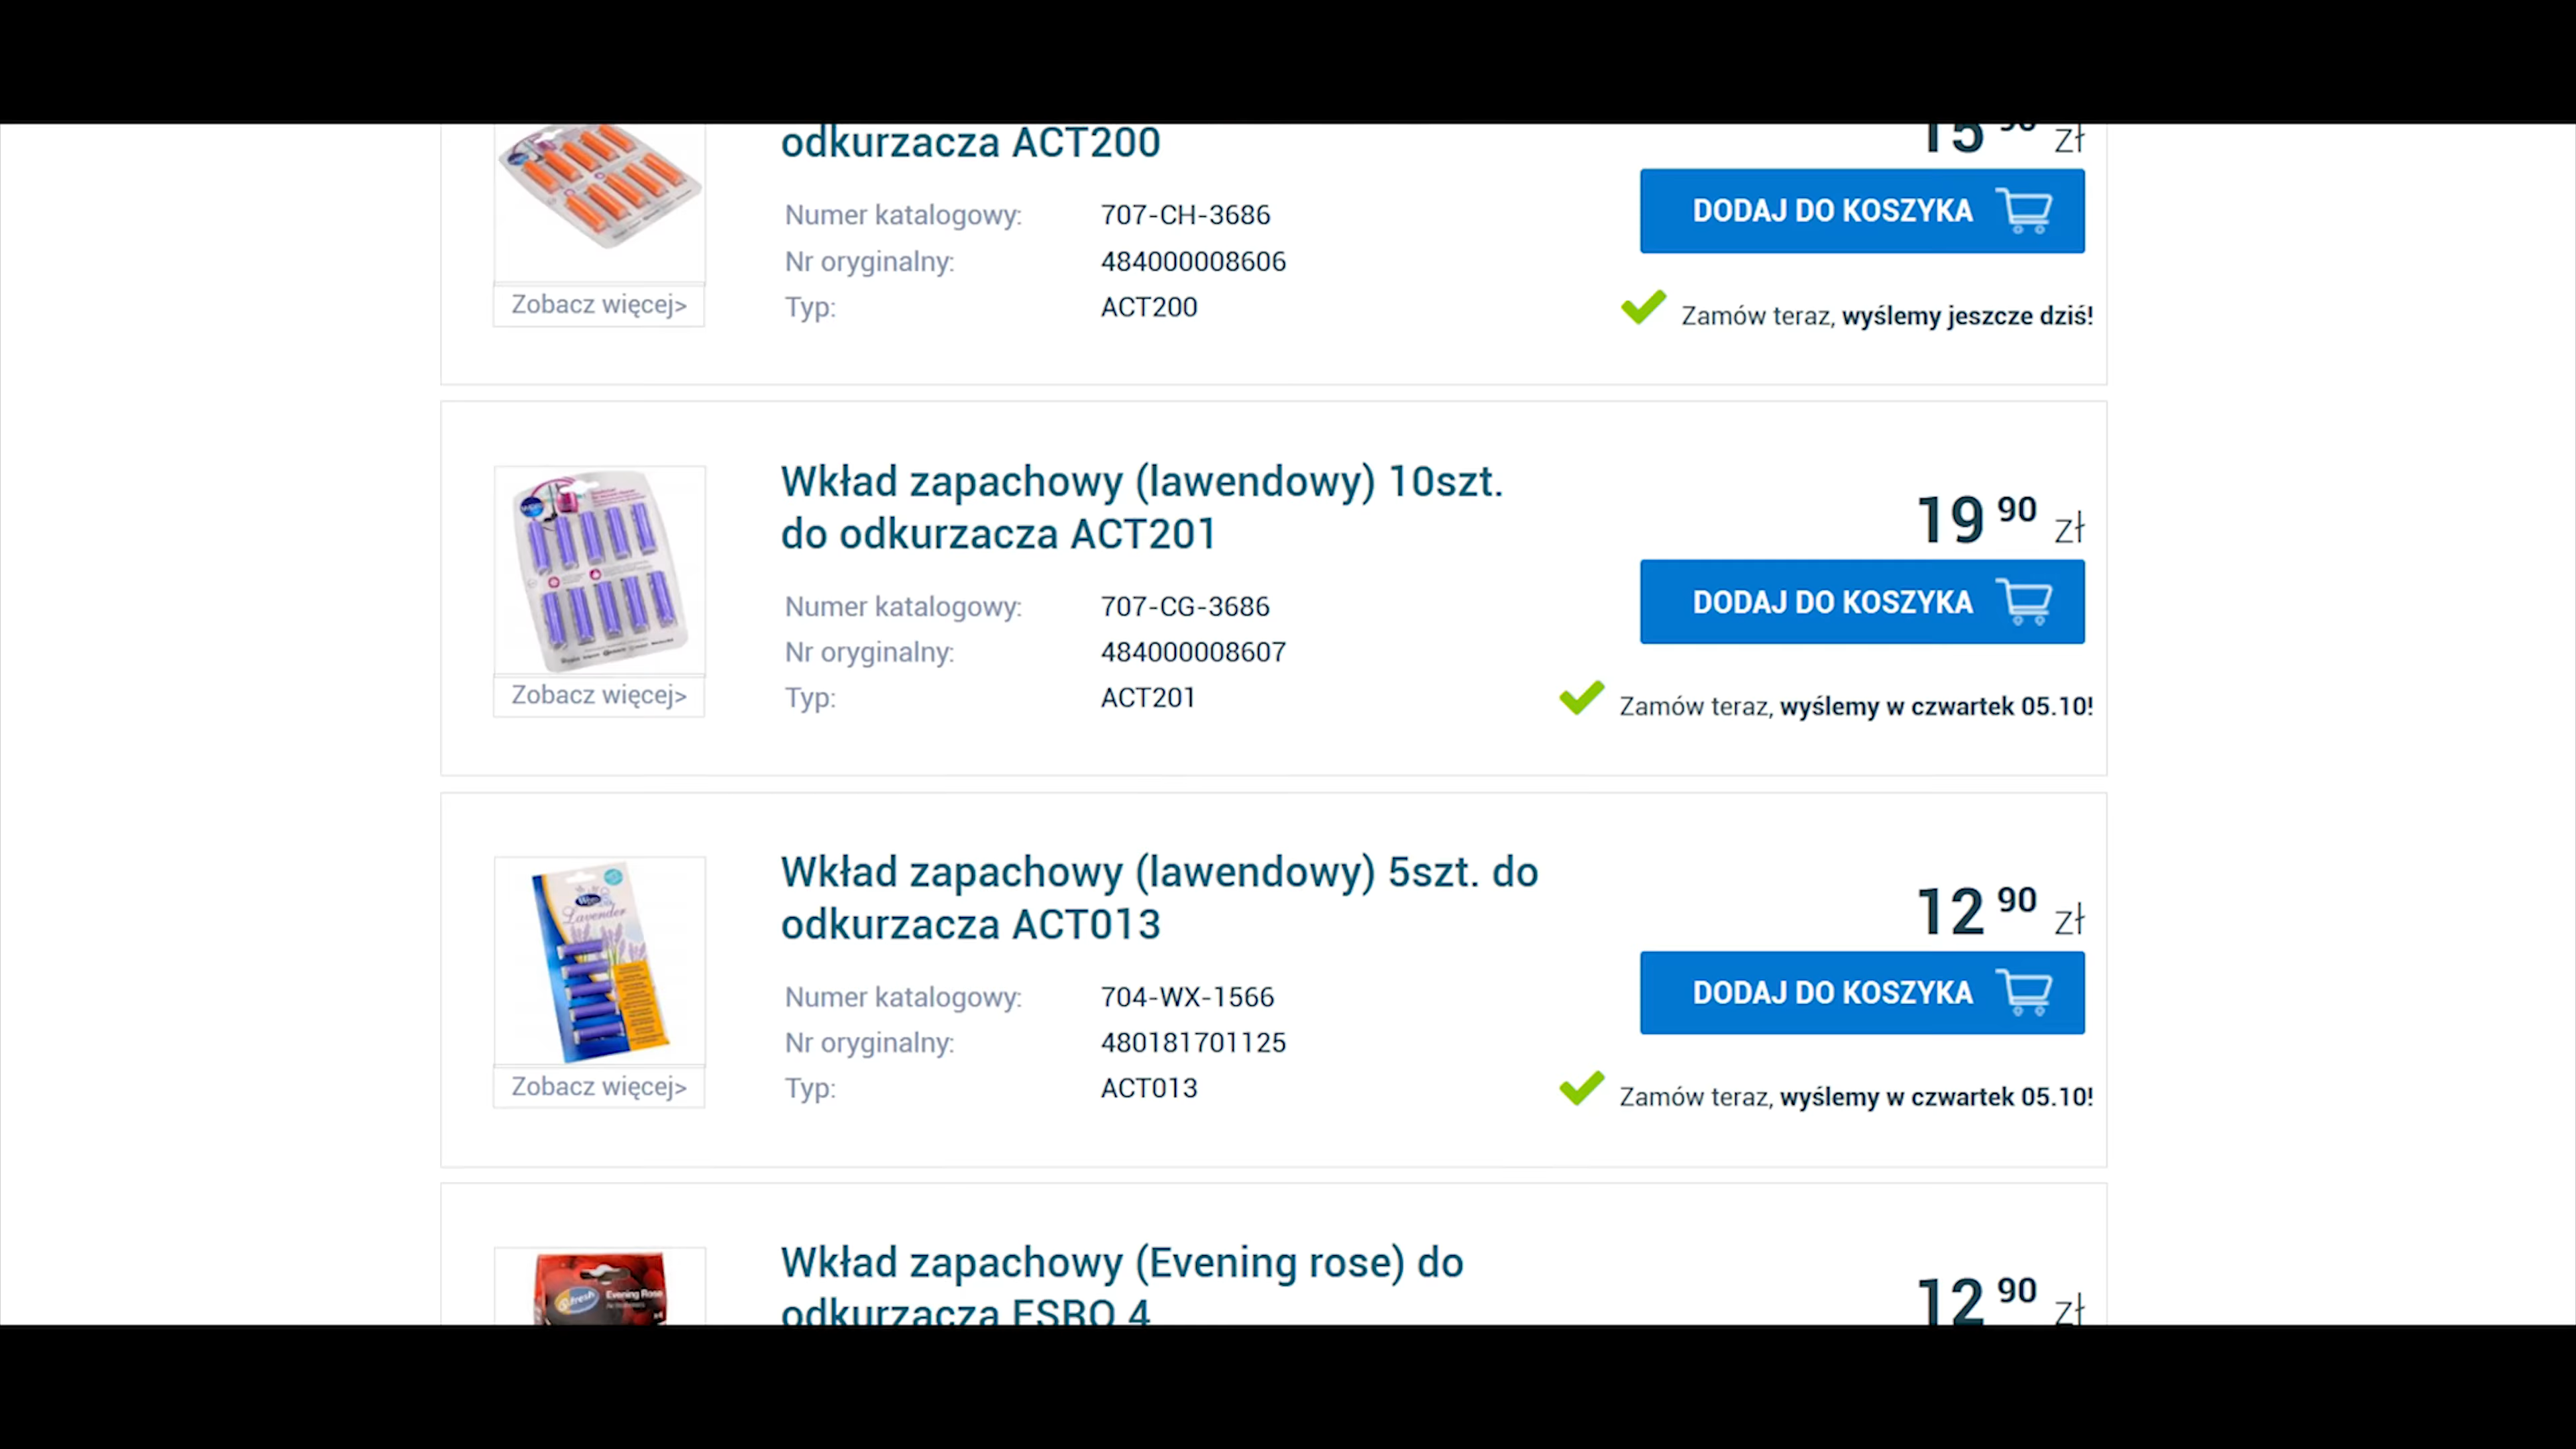 odkurzacza ACT200
15 90 zł
DODAJ DO KOSZYKA
Numer katalogowy: 707-CH-3686
Nr oryginalny: 484000008606
Typ: ACT200
Zobacz więcej>
Zamów teraz, wyślemy jeszcze dziś!
Wkład zapachowy (lawendowy) 10szt.
do odkurzacza ACT201
19 90 zł
DODAJ DO KOSZYKA
Numer katalogowy: 707-CG-3686
Nr oryginalny: 484000008607
Typ: ACT201
Zobacz więcej>
Zamów teraz, wyślemy w czwartek 05.10!
Wkład zapachowy (lawendowy) 5szt. do
odkurzacza ACT013
12 90 zł
DODAJ DO KOSZYKA
Lavender
Numer katalogowy: 704-WX-1566
Nr oryginalny: 480181701125
Typ: ACT013
Zobacz więcej>
Zamów teraz, wyślemy w czwartek 05.10!
Wkład zapachowy (Evening rose) do
odkurzacza ESRO 4
12 90 zł
s-fresh
Evening Rose